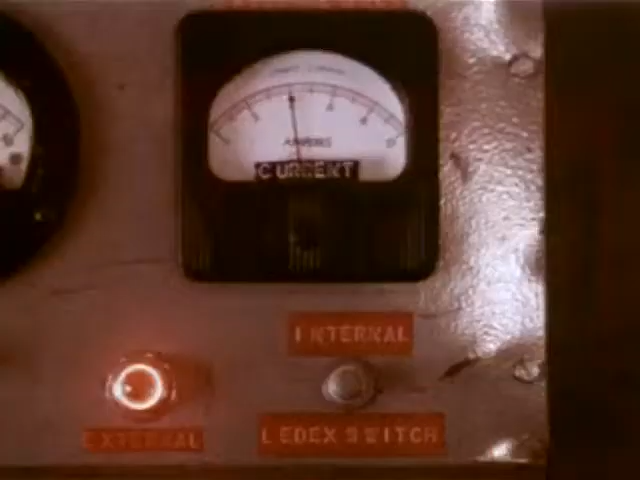 AMPERES
CURRENT
INTERNAL
EXTERNAL
LEDEX SWITCH